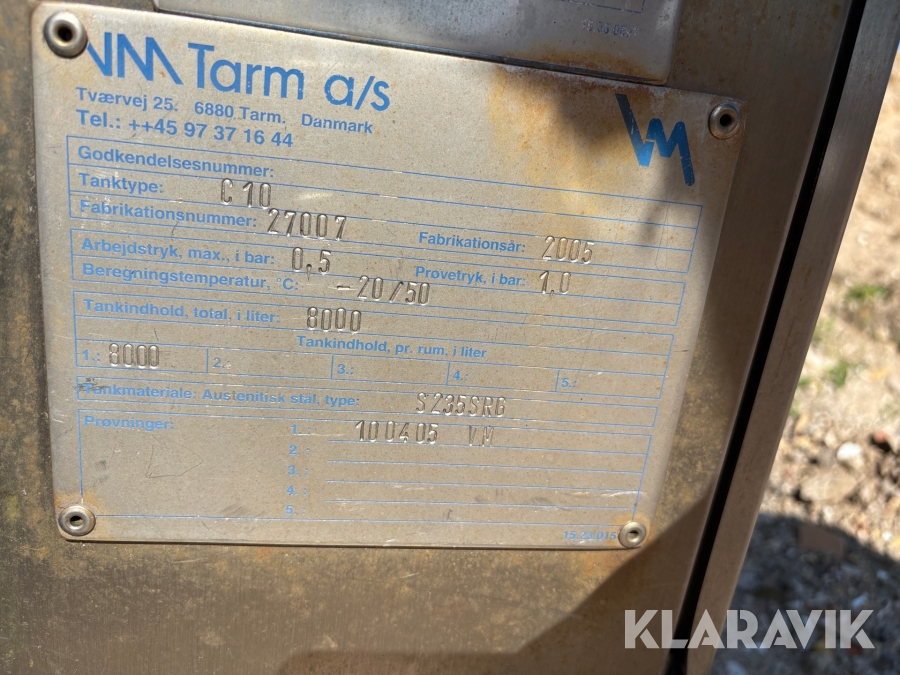 VM Tarm a/s
Tværvej 25. 6880 Tarm. Danmark
Tel.: ++45 97 37 16 44
VM
Godkendelsesnummer:
Tanktype: C 10
Fabrikationsnummer: 27007 Fabrikationsår: 2005
Arbejdstryk, max., i bar: 0,5 Prøvetryk, i bar: 1,0
Beregningstemperatur, °C: -20/50
Tankindhold, total, i liter: 8000
Tankindhold, pr. rum, i liter
1.: 8000 2.: 3.: 4.: 5.:
Tankmateriale: Austenitisk stål, type: S235SRG
Prøvninger: 1. 100405 VM
2.:
3.:
4.:
5.
KLARAVIK